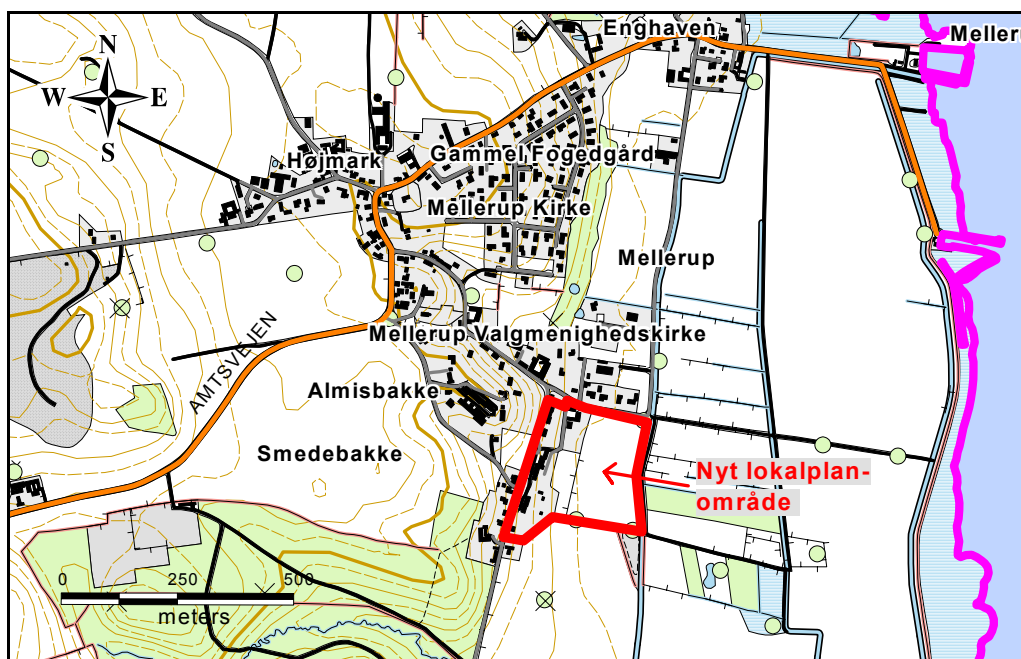 Enghaven
Meller
N
W E
S
Højmark
Gammel Fogedgård
Mellerup Kirke
Mellerup
AMTSVEJEN
Mellerup Valgmenighedskirke
Almisbakke
Smedebakke
Nyt lokalplan-
område
0 250 500
meters